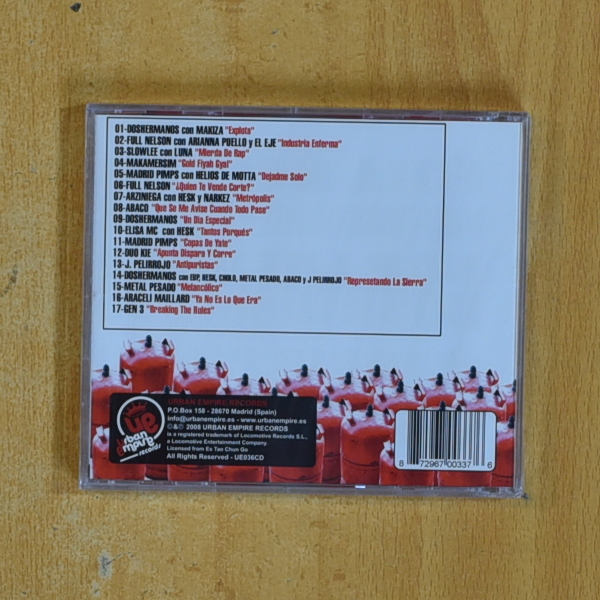 01-DOSHERMANOS con MAKIZA "Explota"
02-FULL NELSON con ARIANNA PUELLO y EL EJE "Industria Enferma"
03-SLOWLEE con LUNA "Mierda De Rap"
04-MAKAMERSIM "Gold Fiyah Gyal"
05-MADRID PIMPS con HELIOS DE MOTTA "Dejadme Solo"
06-FULL NELSON "¿Quien Te Vende Corte?"
07-ARZINIEGA con HESK y NARKEZ "Metrópolis"
08-ABACO "Que Se Me Avise Cuando Todo Pase"
09-DOSHERMANOS "Un Dia Especial"
10-ELISA MC con HESK "Tantos Porqués"
11-MADRID PIMPS "Copas De Yate"
12-DUO KIE "Apunta Dispara Y Corre"
13-J. PELIRROJO "Antipuristas"
14-DOSHERMANOS con EUP, HESK, CHOLO, METAL PESADO, ABACO y J PELIRROJO "Represetando La Sierra"
15-METAL PESADO "Melancólico"
16-ARACELI MAILLARD "Ya No Es Lo Que Era"
17-GEN 3 "Breaking The Rules"
UE
Urban
Empire
records
URBAN EMPIRE RECORDS
P.O.Box 158 - 28670 Madrid (Spain)
info@urbanempire.es - www.urbanempire.es
©&℗ 2008 URBAN EMPIRE RECORDS
is a registered trademark of Locomotive Records S.L.,
a Locomotive Entertainment Company
Licensed from Es Tao Chun Go
All Rights Reserved - UE036CD
8 72967 00337 6